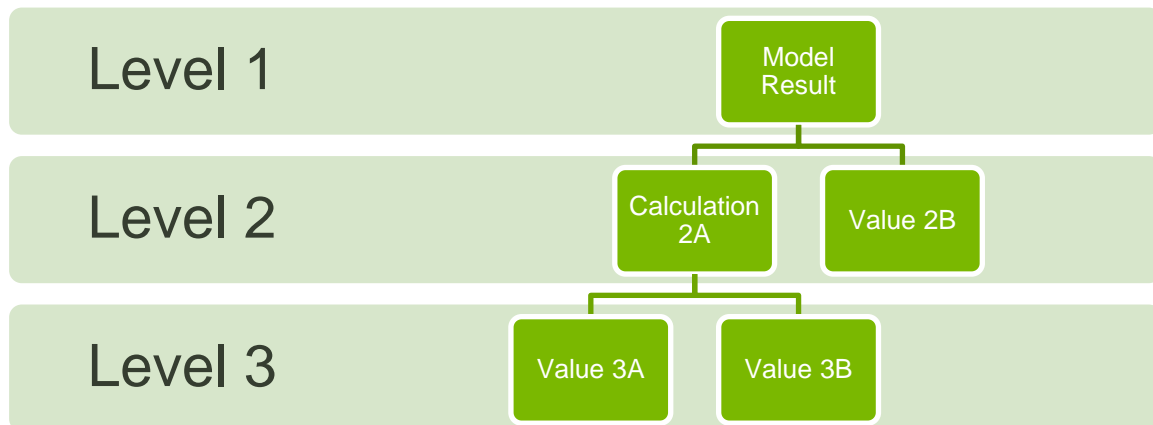 Level 1
Model
Result
Level 2
Calculation
2A
Value 2B
Level 3
Value 3A
Value 3B